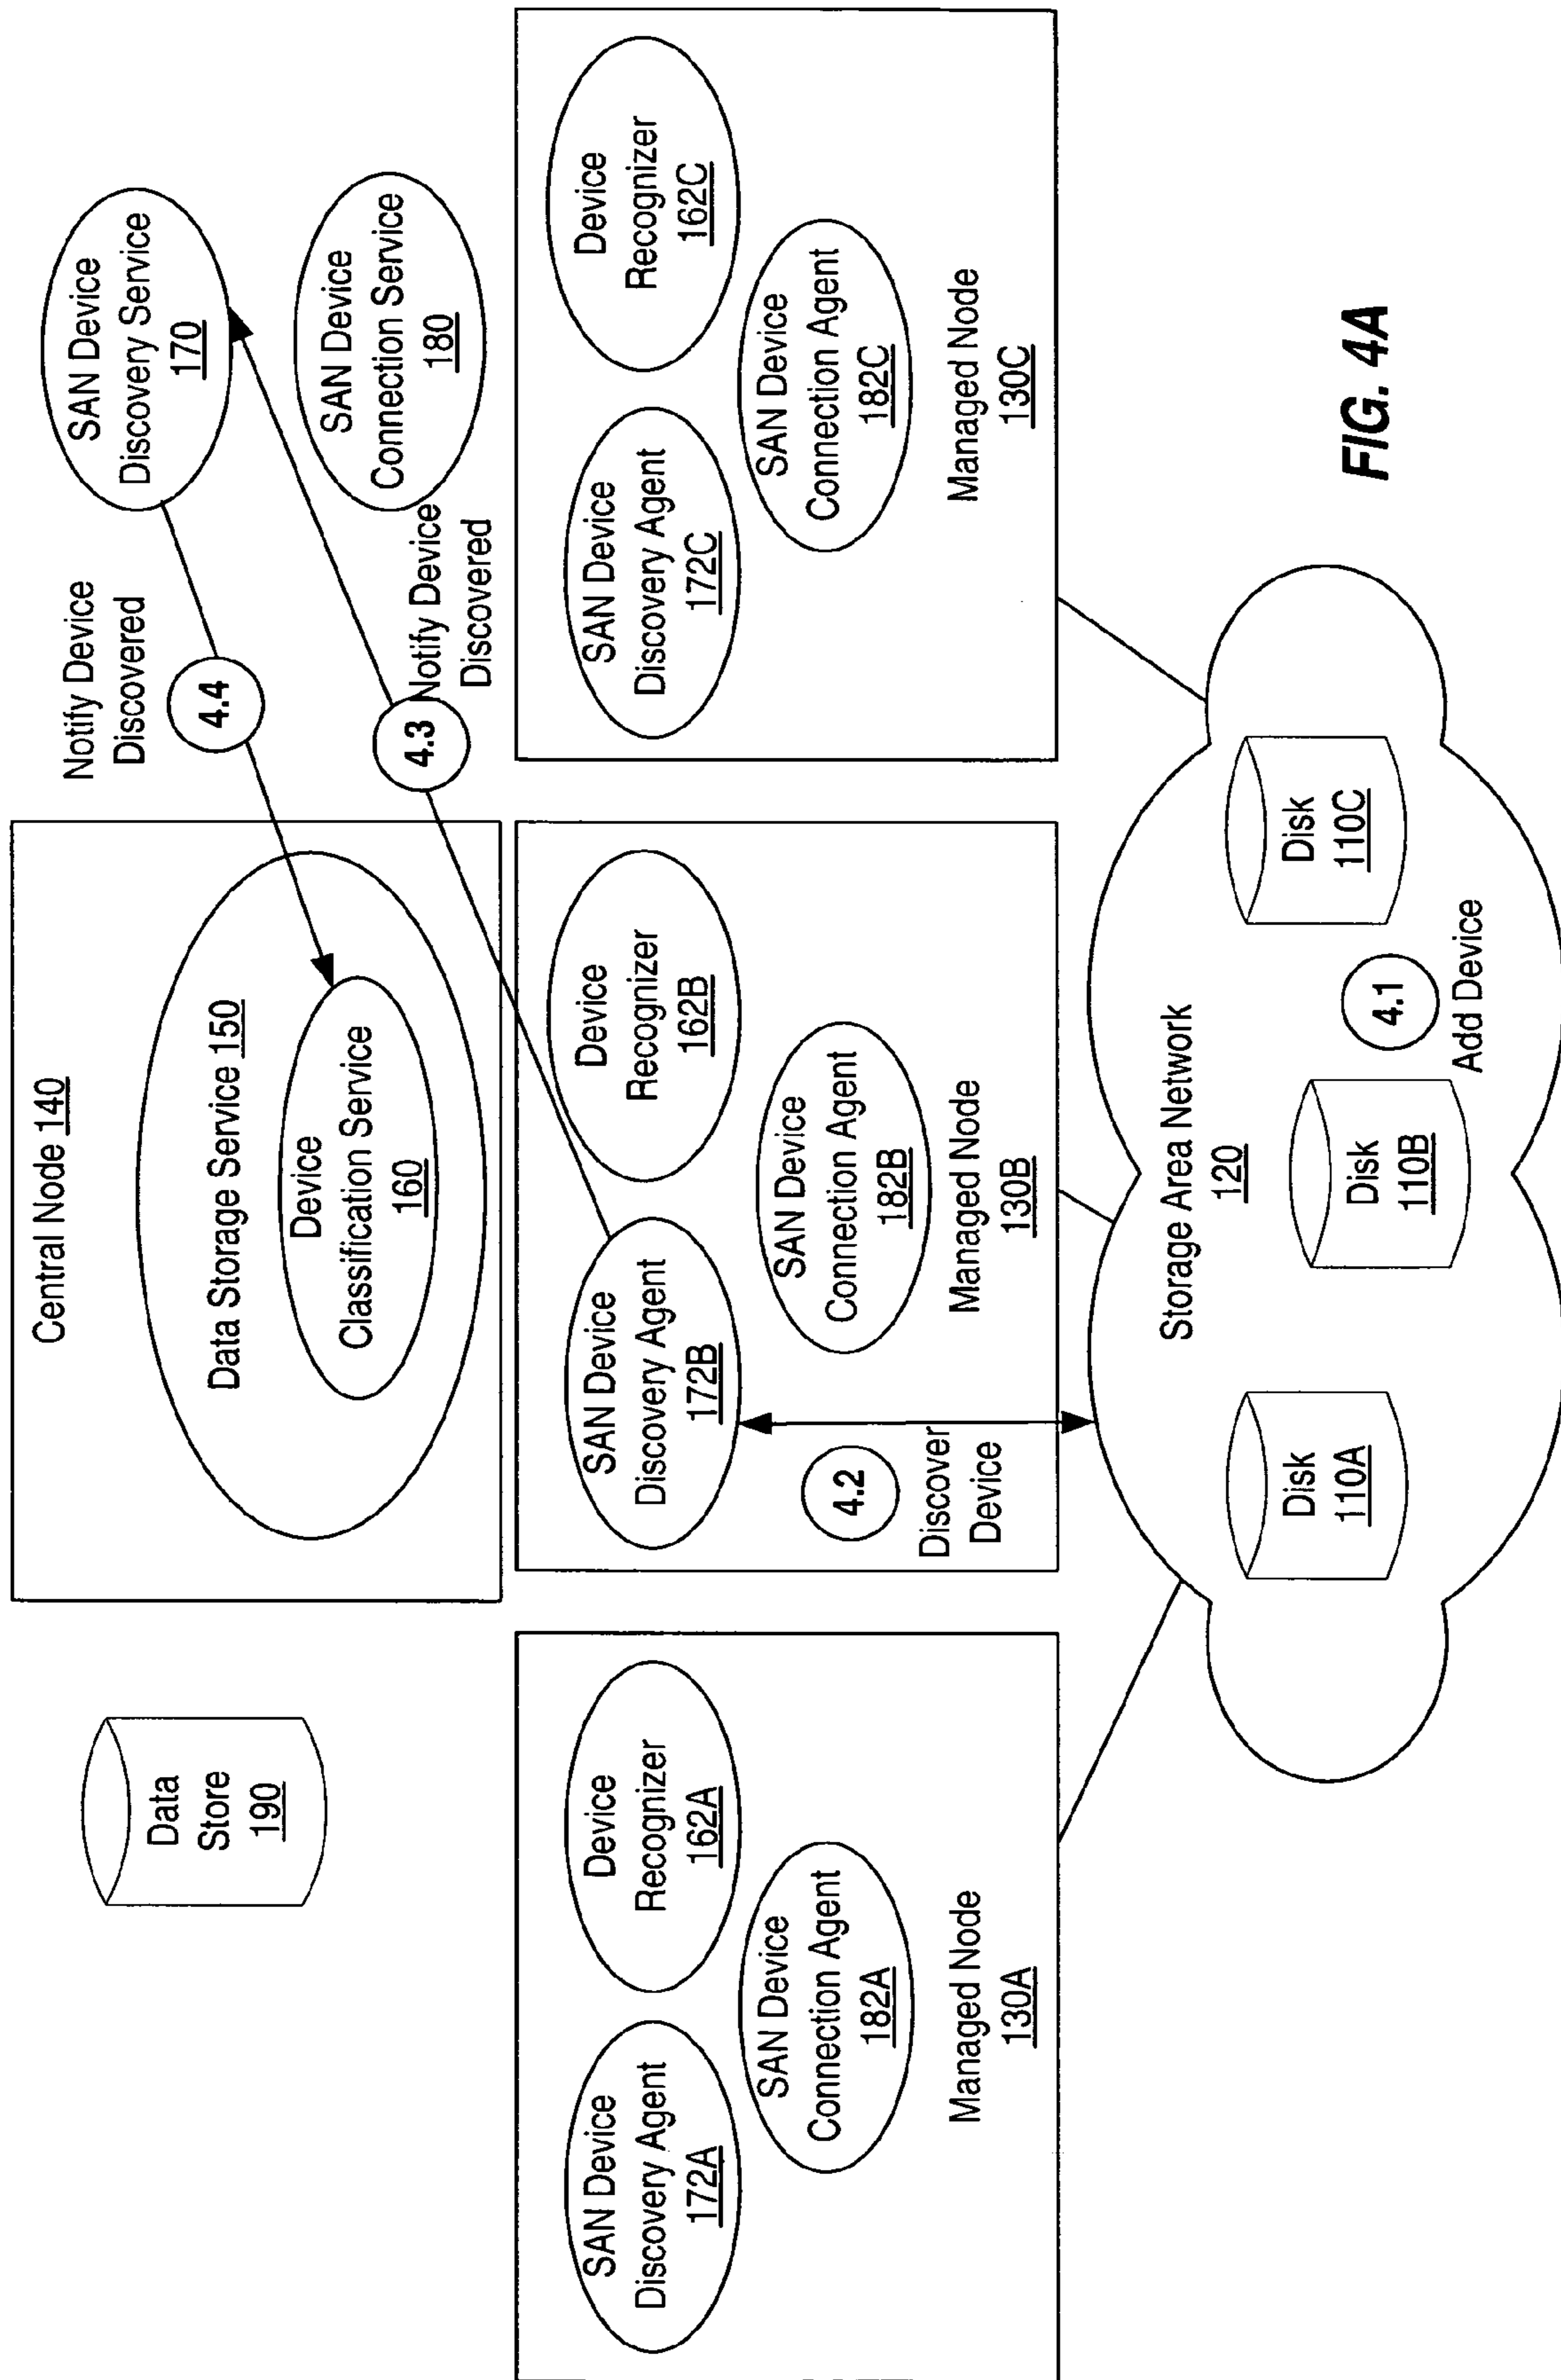 Data
Store
190
Central Node 140
Data Storage Service 150
Device
Classification Service
160
Notify Device
Discovered
4.4
SAN Device
Discovery Service
170
4.3
Notify Device
Discovered
SAN Device
Connection Service
180
SAN Device
Discovery Agent
172A
Device
Recognizer
162A
SAN Device
Connection Agent
182A
Managed Node
130A
SAN Device
Discovery Agent
172B
Device
Recognizer
162B
SAN Device
Connection Agent
182B
4.2
Discover
Device
Managed Node
130B
SAN Device
Discovery Agent
172C
Device
Recognizer
162C
SAN Device
Connection Agent
182C
Managed Node
130C
Storage Area Network
120
Disk
110A
Disk
110B
4.1
Add Device
Disk
110C
FIG. 4A